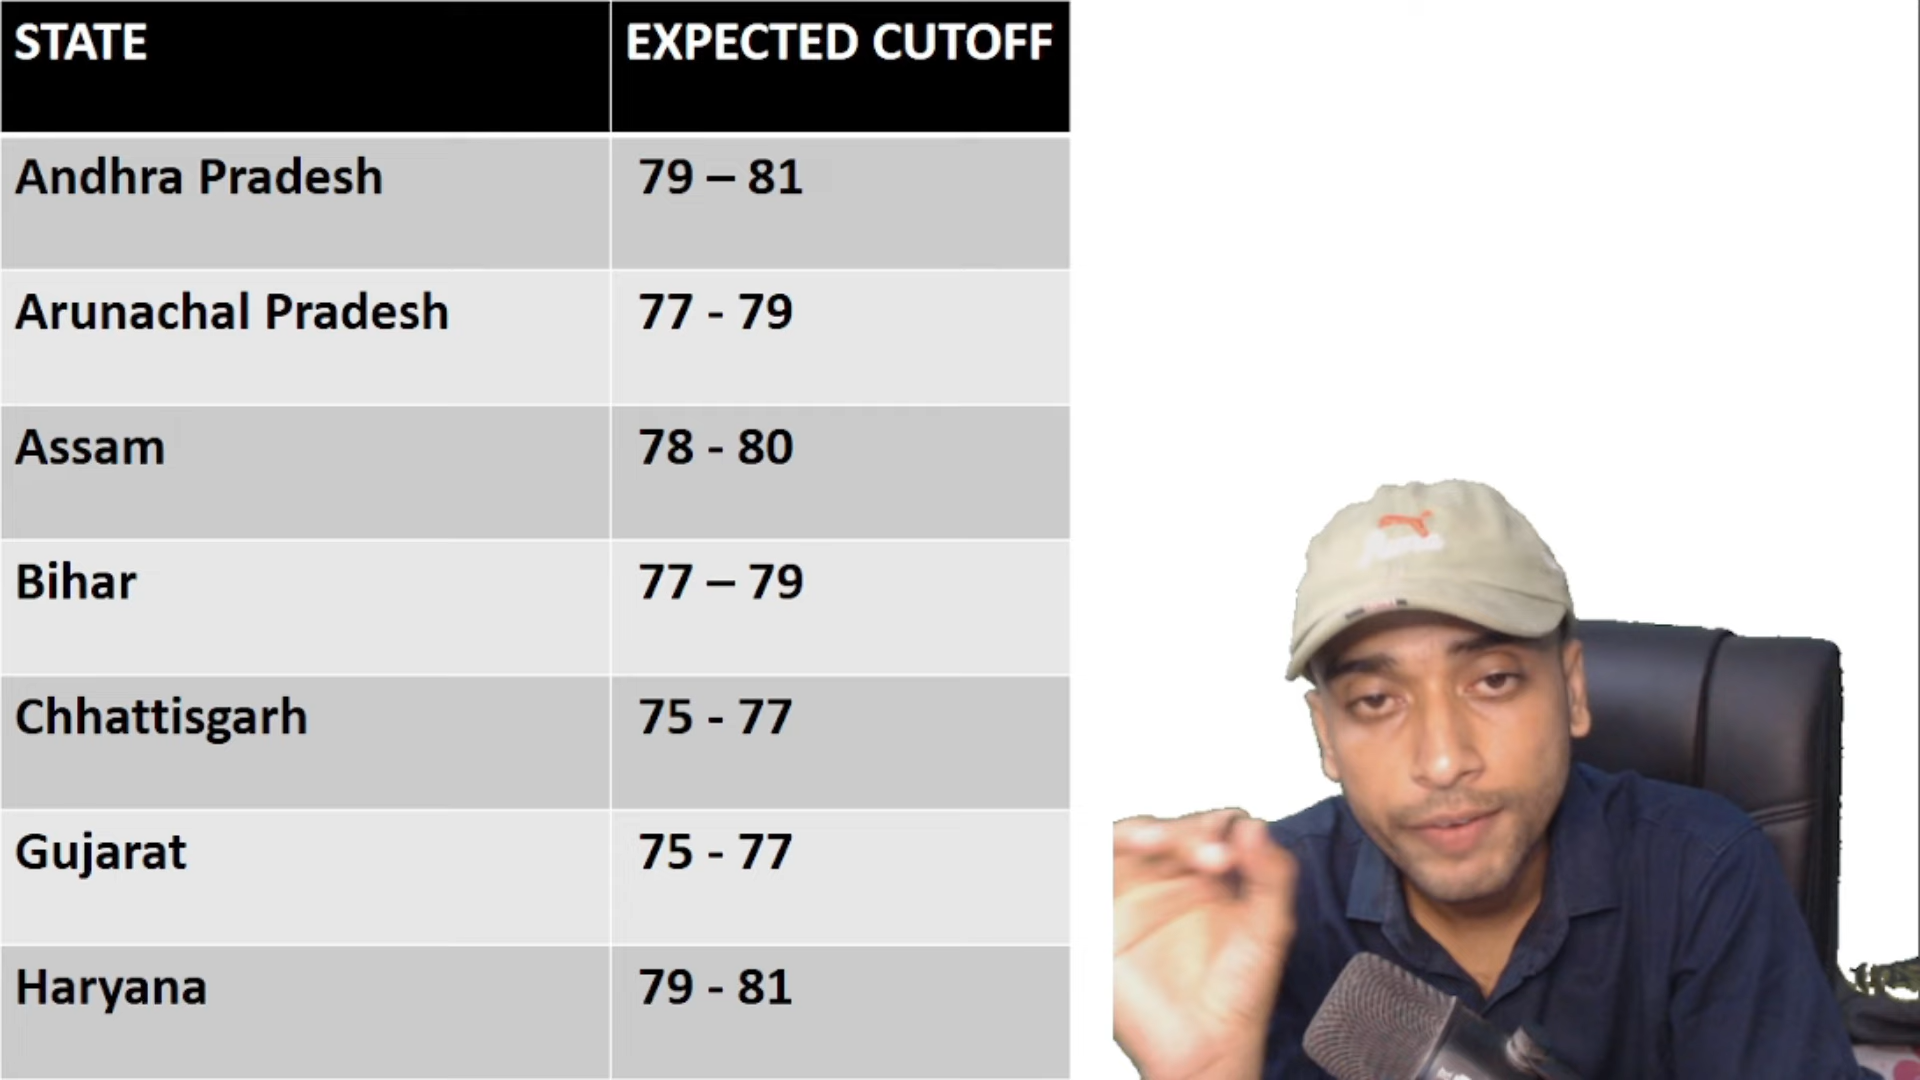 STATE EXPECTED CUTOFF
Andhra Pradesh 79 – 81
Arunachal Pradesh 77 - 79
Assam 78 - 80
Bihar 77 – 79
Chhattisgarh 75 - 77
Gujarat 75 - 77
Haryana 79 - 81